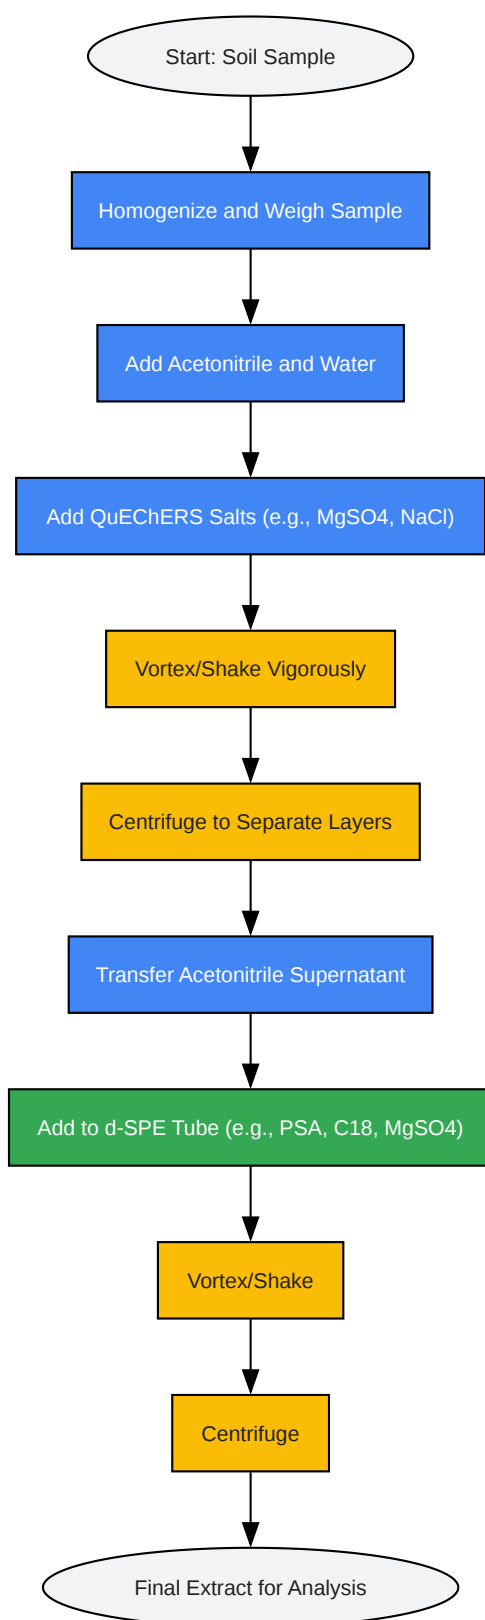 Start: Soil Sample
Homogenize and Weigh Sample
Add Acetonitrile and Water
Add QuEChERS Salts (e.g., MgSO4, NaCl)
Vortex/Shake Vigorously
Centrifuge to Separate Layers
Transfer Acetonitrile Supernatant
Add to d-SPE Tube (e.g., PSA, C18, MgSO4)
Vortex/Shake
Centrifuge
Final Extract for Analysis